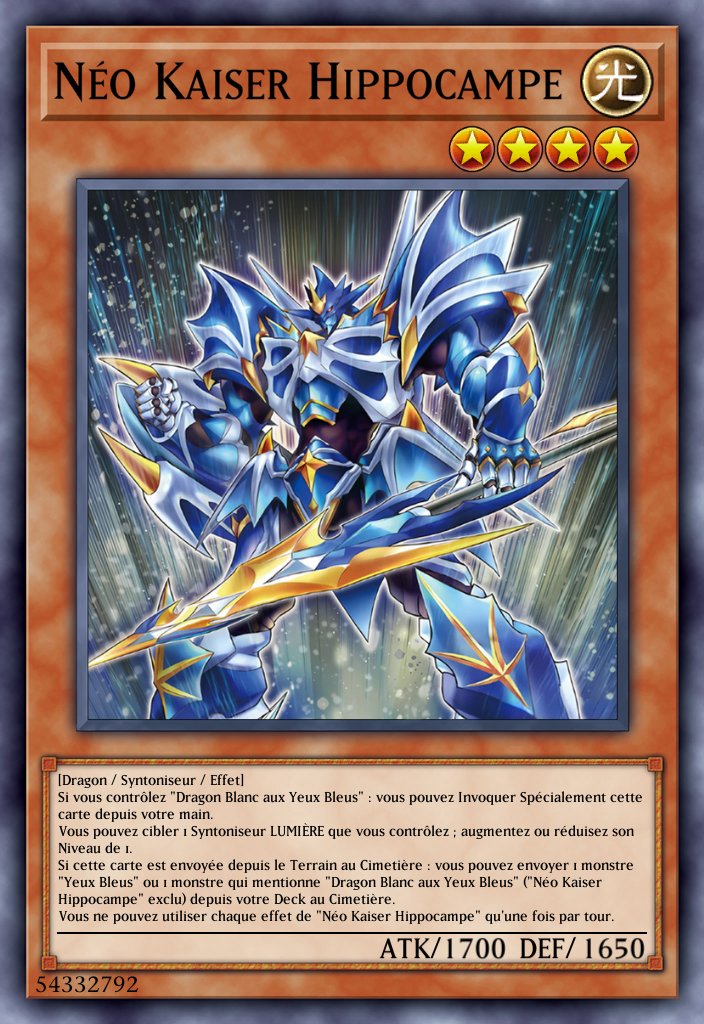 Néo Kaiser Hippocampe
光
[Dragon / Syntoniseur / Effet]
Si vous contrôlez "Dragon Blanc aux Yeux Bleus" : vous pouvez Invoquer Spécialement cette
carte depuis votre main.
Vous pouvez cibler 1 Syntoniseur LUMIÈRE que vous contrôlez ; augmentez ou réduisez son
Niveau de 1.
Si cette carte est envoyée depuis le Terrain au Cimetière : vous pouvez envoyer 1 monstre
"Yeux Bleus" ou 1 monstre qui mentionne "Dragon Blanc aux Yeux Bleus" ("Néo Kaiser
Hippocampe" exclu) depuis votre Deck au Cimetière.
Vous ne pouvez utiliser chaque effet de "Néo Kaiser Hippocampe" qu'une fois par tour.
ATK/1700 DEF/ 1650
54332792